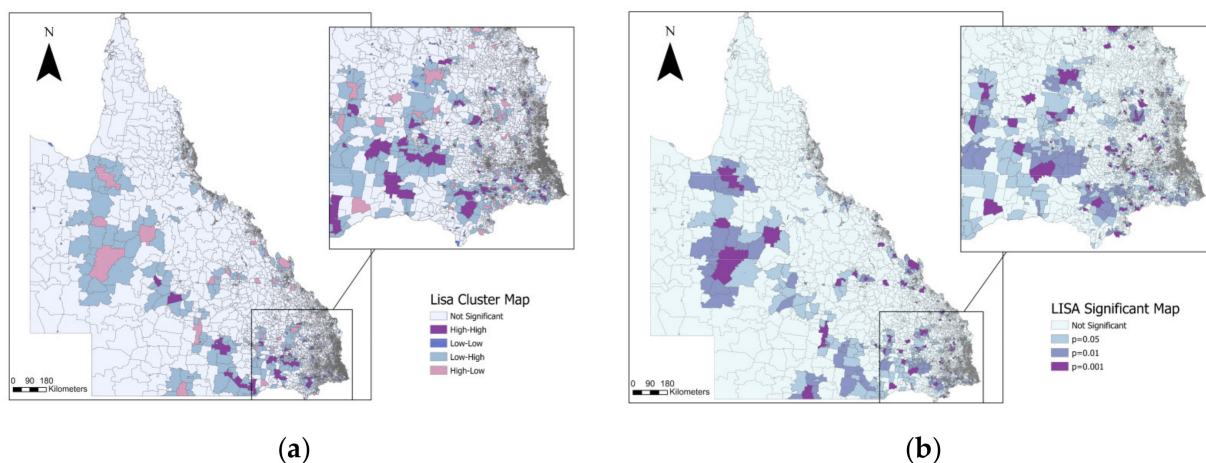 N
Lisa Cluster Map
Not Significant
High-High
Low-Low
Low-High
High-Low
0 90 180
Kilometers
(a)
N
LISA Significant Map
Not Significant
p=0.05
p=0.01
p=0.001
0 90 180
Kilometers
(b)